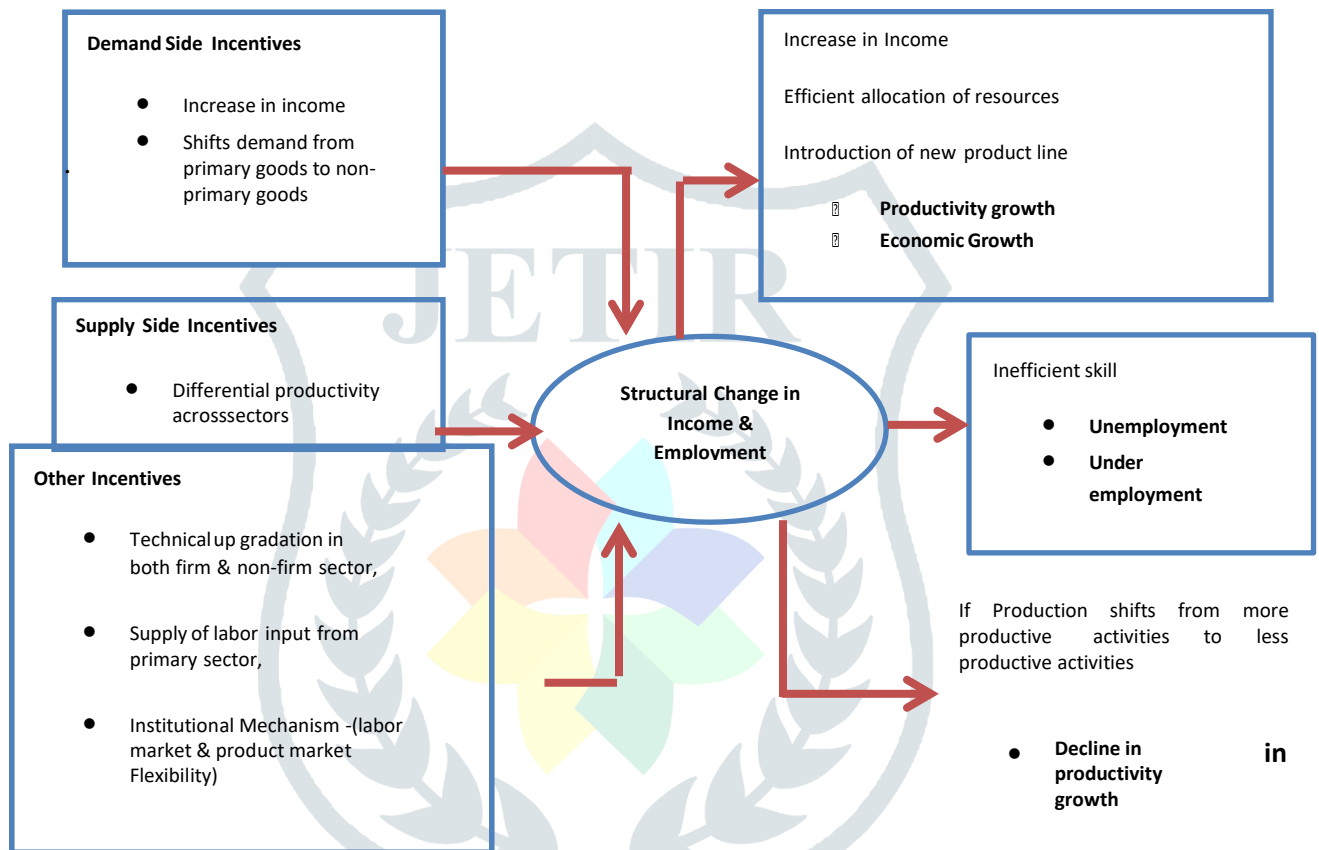 Demand Side Incentives
● Increase in income
● Shifts demand from
primary goods to non-
primary goods
.
Increase in Income
Efficient allocation of resources
Introduction of new product line
Productivity growth
Economic Growth
JETIR
Supply Side Incentives
● Differential productivity
acrosssectors
Structural Change in
Income &
Employment
Inefficient skill
● Unemployment
● Under
employment
Other Incentives
● Technical up gradation in
both firm & non-firm sector,
● Supply of labor input from
primary sector,
● Institutional Mechanism -(labor
market & product market
Flexibility)
If Production shifts from more
productive activities to less
productive activities
● Decline in in
productivity
growth